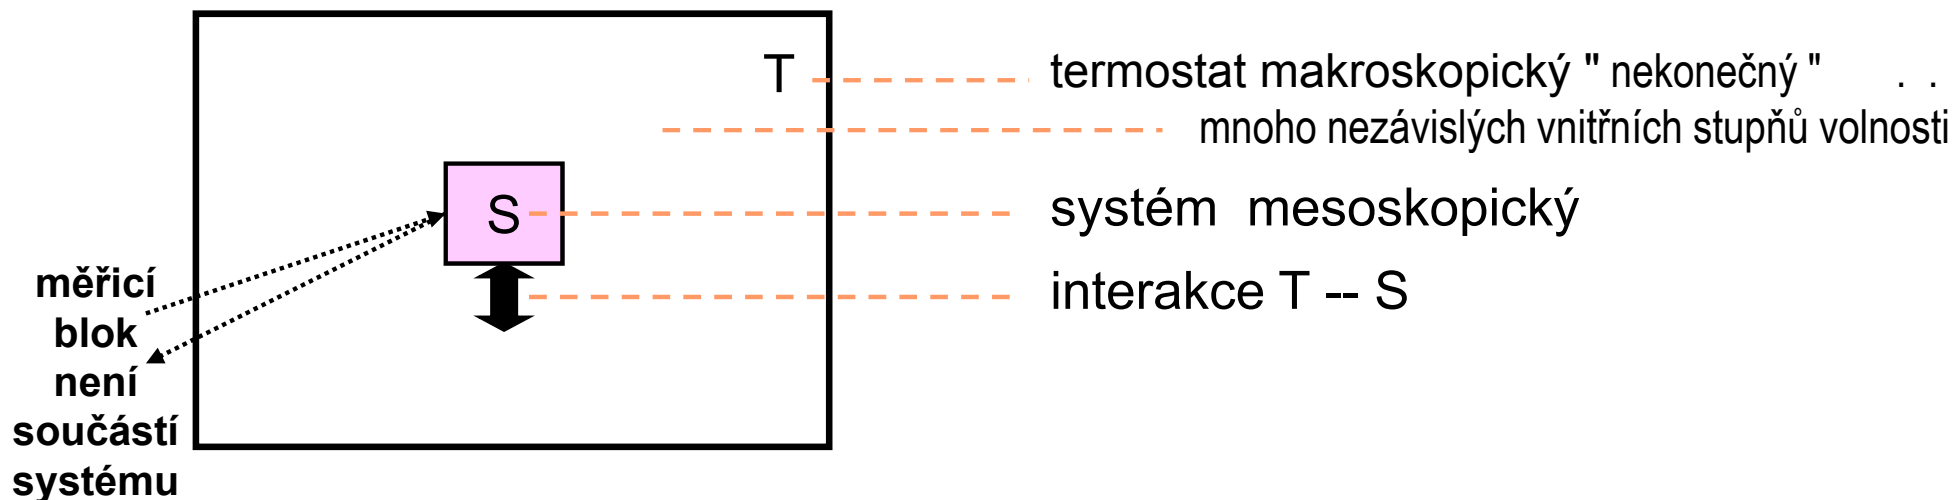 T
termostat makroskopický " nekonečný " . .
mnoho nezávislých vnitřních stupňů volnosti
S
systém mesoskopický
interakce T -- S
měřicí
blok
není
součástí
systému